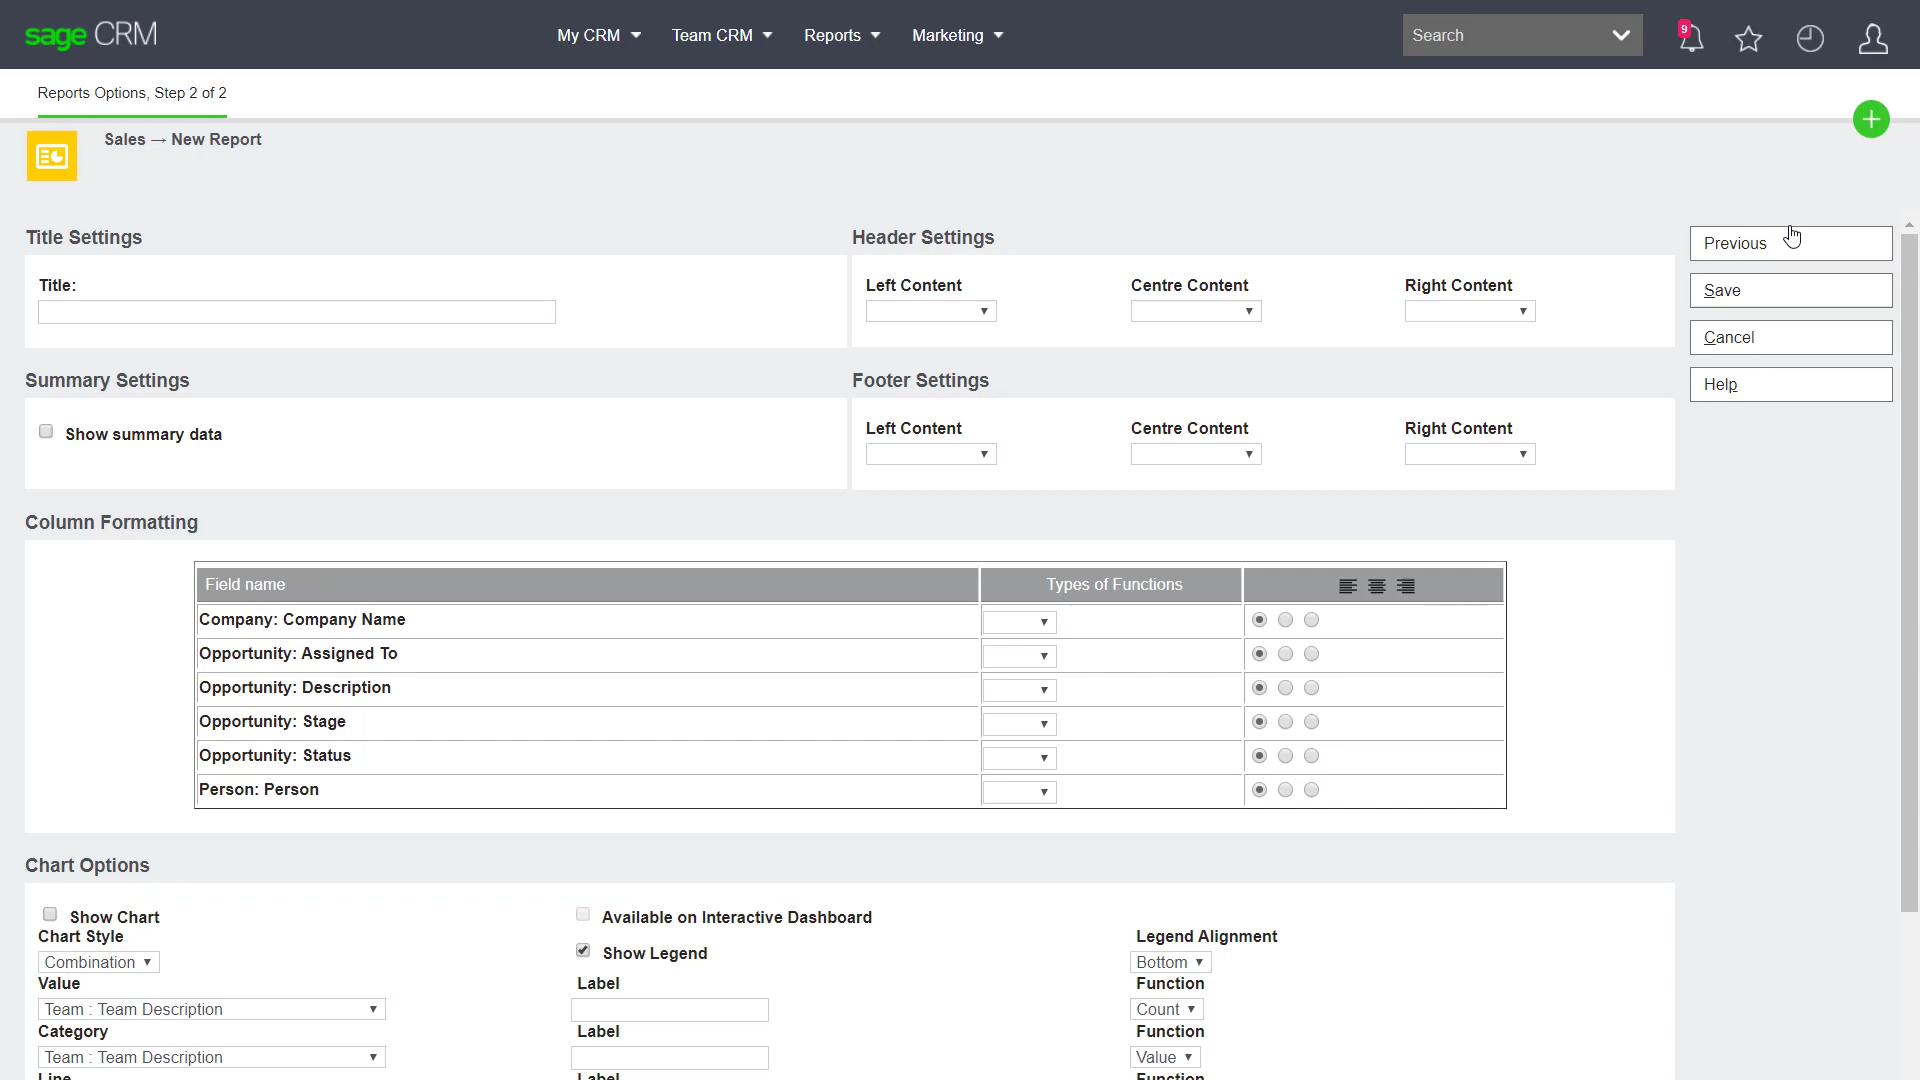 sage CRM
My CRM
Team CRM
Reports
Marketing
Search
9
Reports Options, Step 2 of 2
Sales → New Report
Title Settings
Header Settings
Previous
Title:
Left Content
Centre Content
Right Content
Save
Cancel
Summary Settings
Footer Settings
Help
Show summary data
Left Content
Centre Content
Right Content
Column Formatting
Field name
Types of Functions
Company: Company Name
Opportunity: Assigned To
Opportunity: Description
Opportunity: Stage
Opportunity: Status
Person: Person
Chart Options
Show Chart
Available on Interactive Dashboard
Chart Style
Show Legend
Legend Alignment
Combination
Bottom
Value
Label
Function
Team : Team Description
Count
Category
Label
Function
Team : Team Description
Value
Line
Label
Function